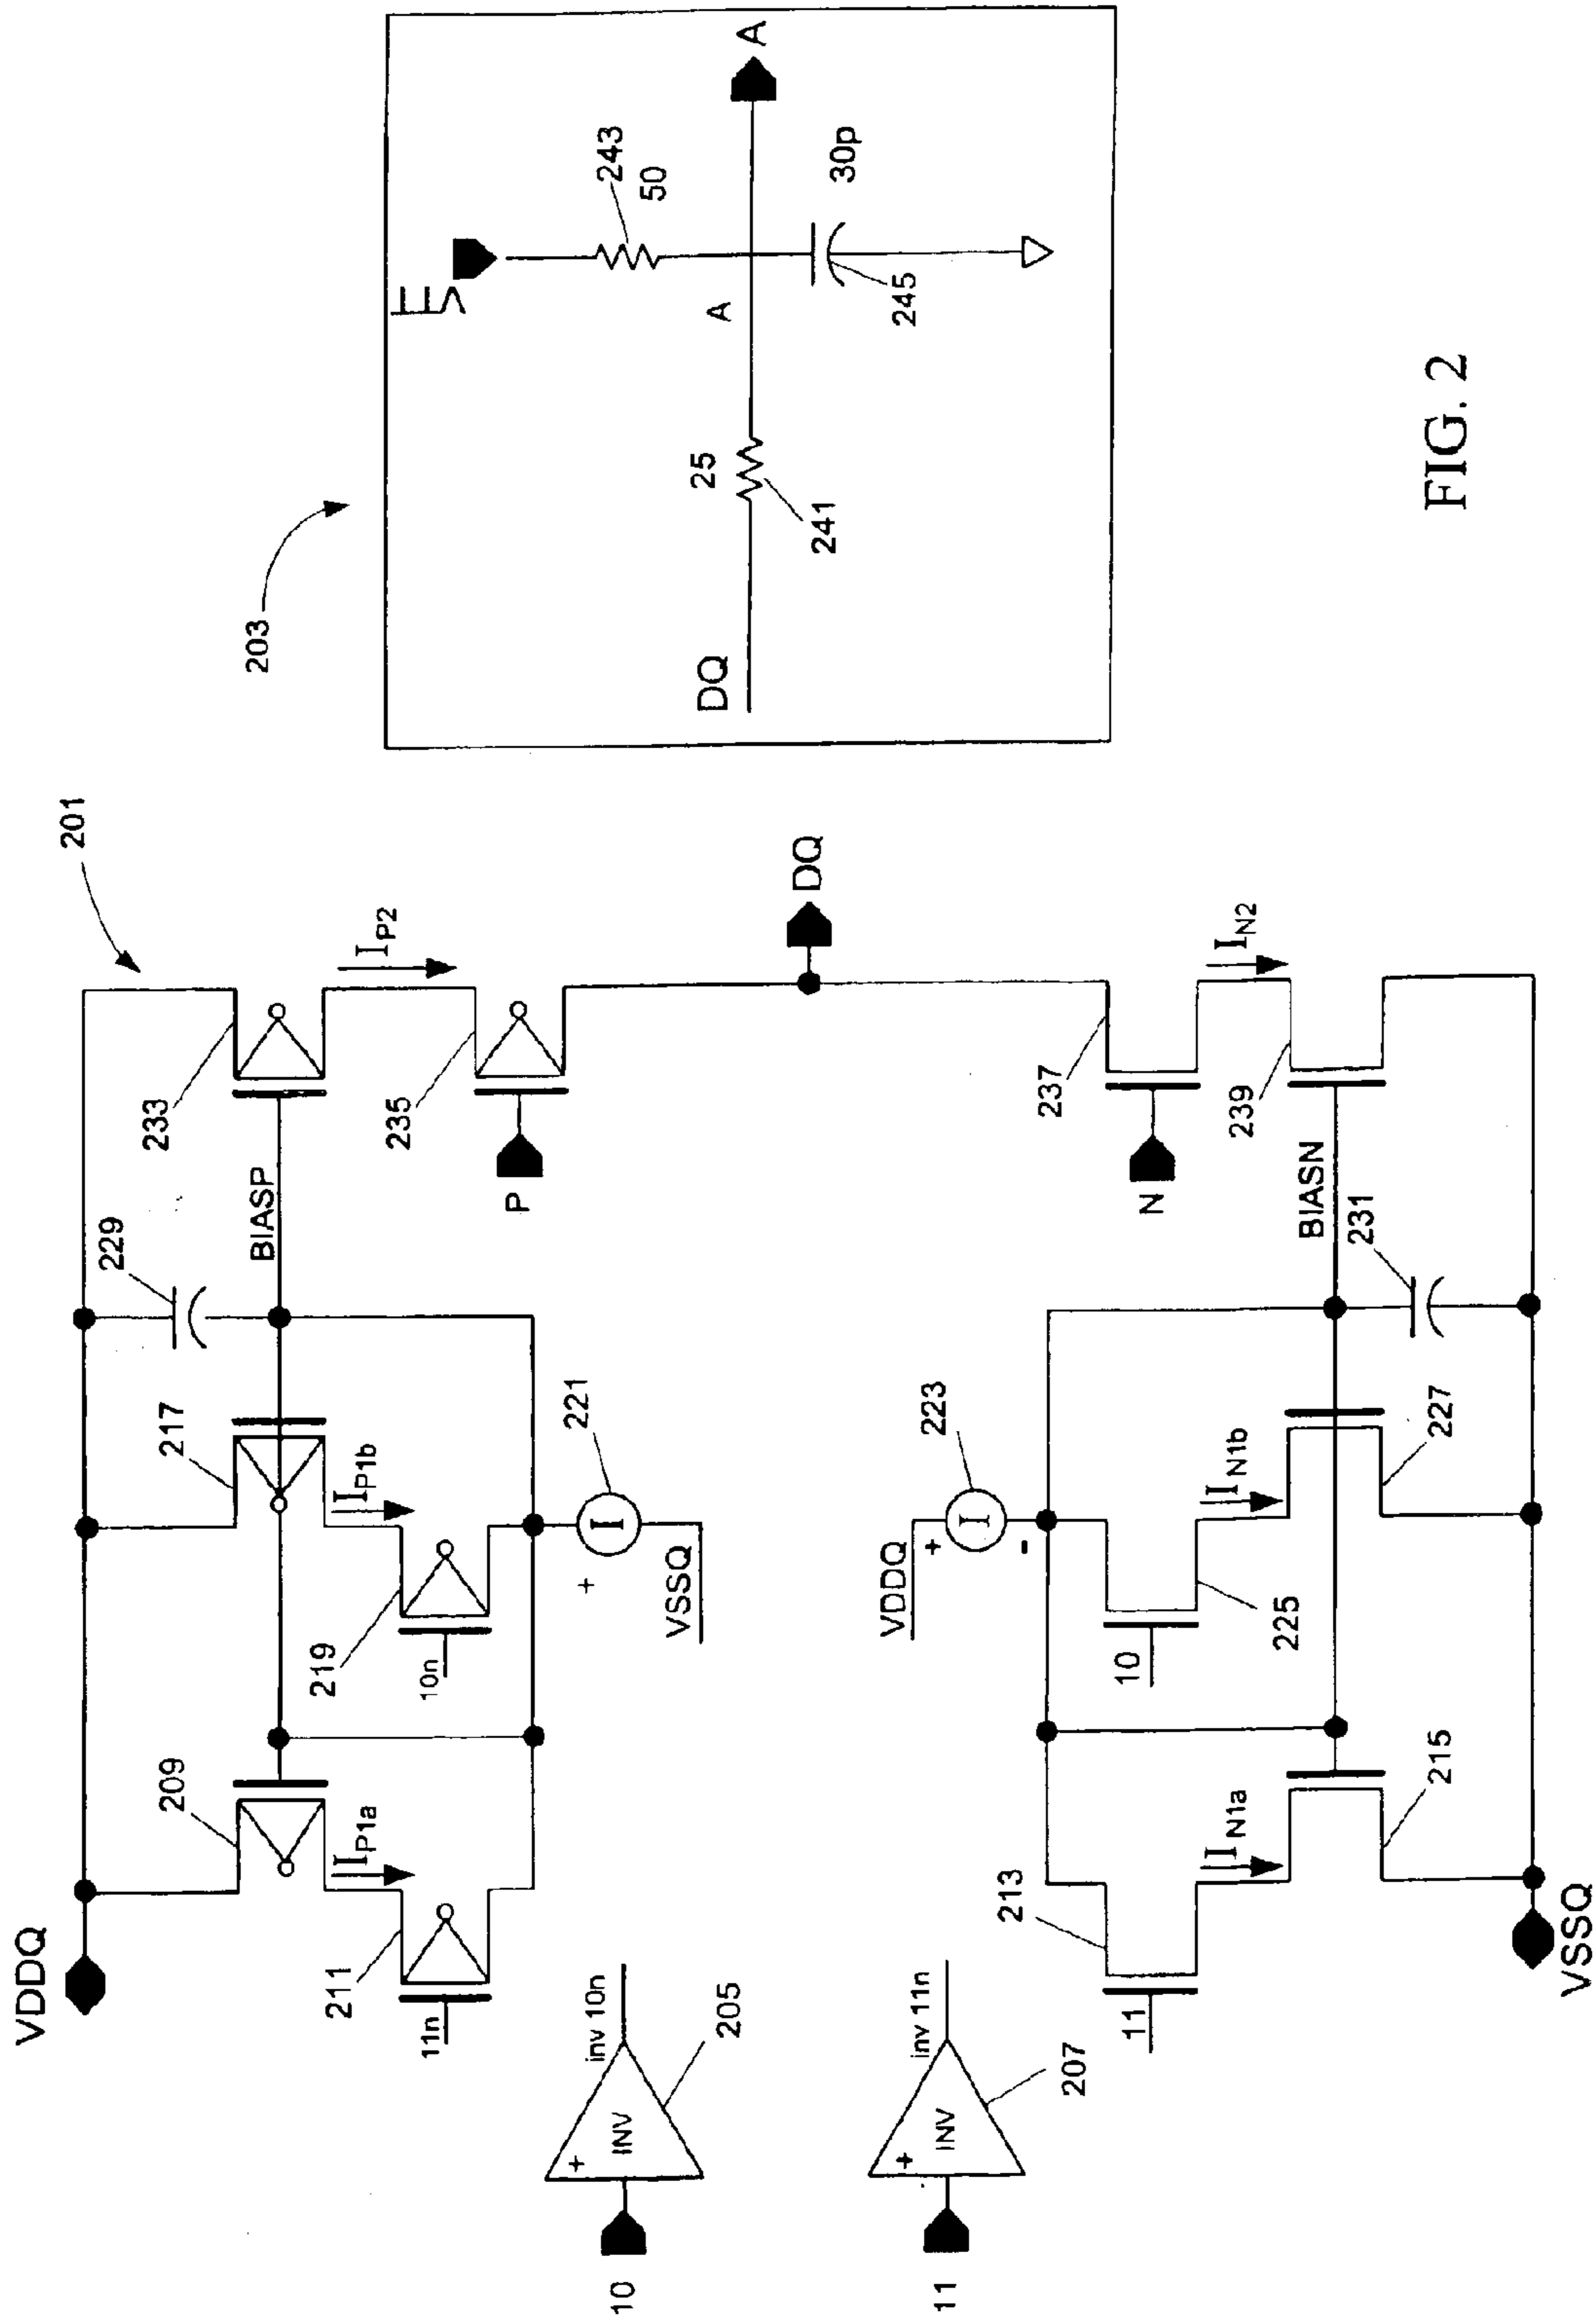 VDDQ
209
217
229
233
201
BIASP
I P1a
I P1b
I P2
211
11n
219
10n
221
I
+
VSSQ
235
P
10
+
INV
inv 10n
205
DQ
11
+
INV
inv 11n
207
VDDQ
+
I
-
223
213
11
10
225
N
237
I N1a
I N1b
I N2
BIASN
239
215
227
231
VSSQ
203
VTT
243
50
DQ
25
241
A
A
30p
245
FIG. 2